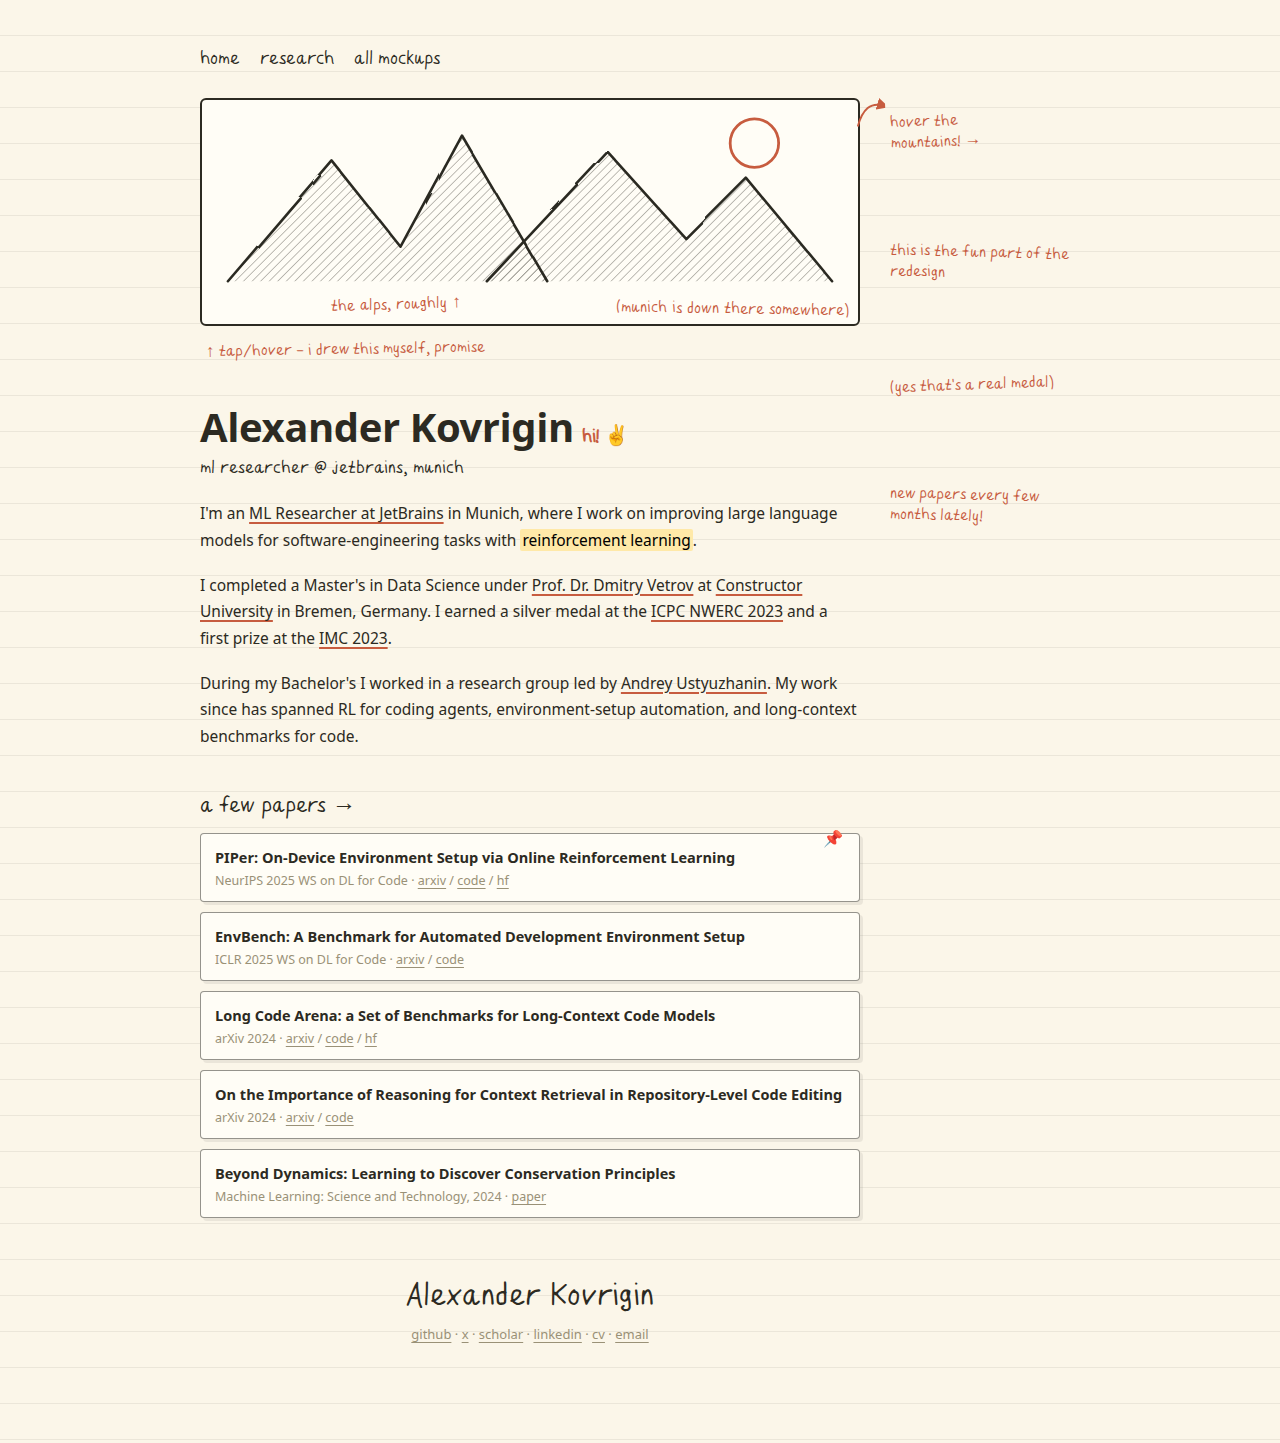 home research all mockups
hover the
mountains! →
this is the fun part of the
redesign
the alps, roughly ↑
(munich is down there somewhere)
↑ tap/hover – i drew this myself, promise
(yes that's a real medal)
Alexander Kovrigin hi! ✌️
ml researcher @ jetbrains, munich
new papers every few
months lately!
I'm an ML Researcher at JetBrains in Munich, where I work on improving large language
models for software-engineering tasks with reinforcement learning.
I completed a Master's in Data Science under Prof. Dr. Dmitry Vetrov at Constructor
University in Bremen, Germany. I earned a silver medal at the ICPC NWERC 2023 and a
first prize at the IMC 2023.
During my Bachelor's I worked in a research group led by Andrey Ustyuzhanin. My work
since has spanned RL for coding agents, environment-setup automation, and long-context
benchmarks for code.
a few papers →
📌
PIPer: On-Device Environment Setup via Online Reinforcement Learning
NeurIPS 2025 WS on DL for Code · arxiv / code / hf
EnvBench: A Benchmark for Automated Development Environment Setup
ICLR 2025 WS on DL for Code · arxiv / code
Long Code Arena: a Set of Benchmarks for Long-Context Code Models
arXiv 2024 · arxiv / code / hf
On the Importance of Reasoning for Context Retrieval in Repository-Level Code Editing
arXiv 2024 · arxiv / code
Beyond Dynamics: Learning to Discover Conservation Principles
Machine Learning: Science and Technology, 2024 · paper
Alexander Kovrigin
github · x · scholar · linkedin · cv · email